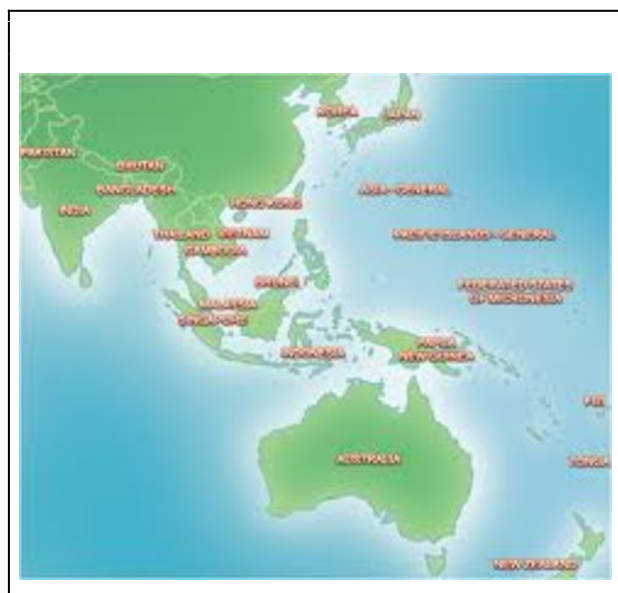 KOREA
JAPAN
PAKISTAN
BHUTAN
BANGLADESH
ASIA - GENERAL
INDIA
HONG KONG
THAILAND VIETNAM
PACIFIC ISLANDS - GENERAL
CAMBODIA
BRUNEI
FEDERATED STATES
OF MICRONESIA
MALAYSIA
SINGAPORE
PAPUA
INDONESIA
NEW GUINEA
FIJI
AUSTRALIA
TONGA
NEW ZEALAND